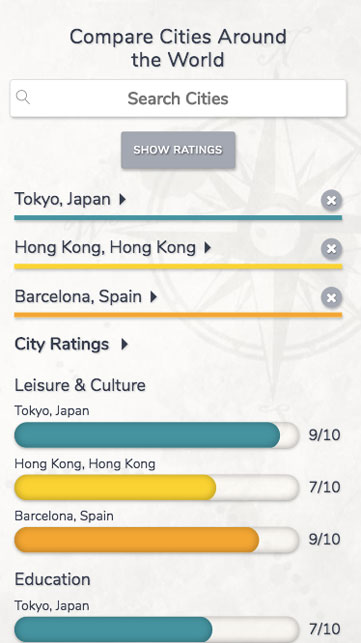 Compare Cities Around
the World
Search Cities
SHOW RATINGS
Tokyo, Japan
Hong Kong, Hong Kong
Barcelona, Spain
City Ratings
Leisure & Culture
Tokyo, Japan
9/10
Hong Kong, Hong Kong
7/10
Barcelona, Spain
9/10
Education
Tokyo, Japan
7/10